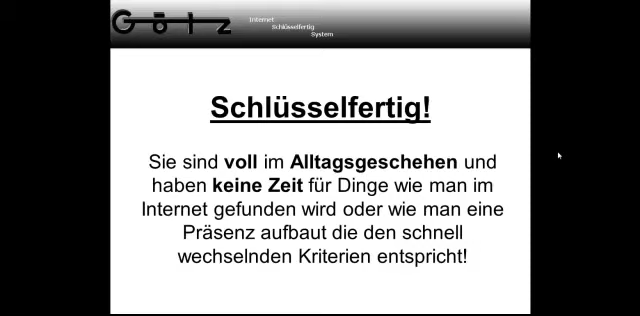 Götz
Internet
Schlüsselfertig
System
Schlüsselfertig!
Sie sind voll im Alltagsgeschehen und
haben keine Zeit für Dinge wie man im
Internet gefunden wird oder wie man eine
Präsenz aufbaut die den schnell
wechselnden Kriterien entspricht!